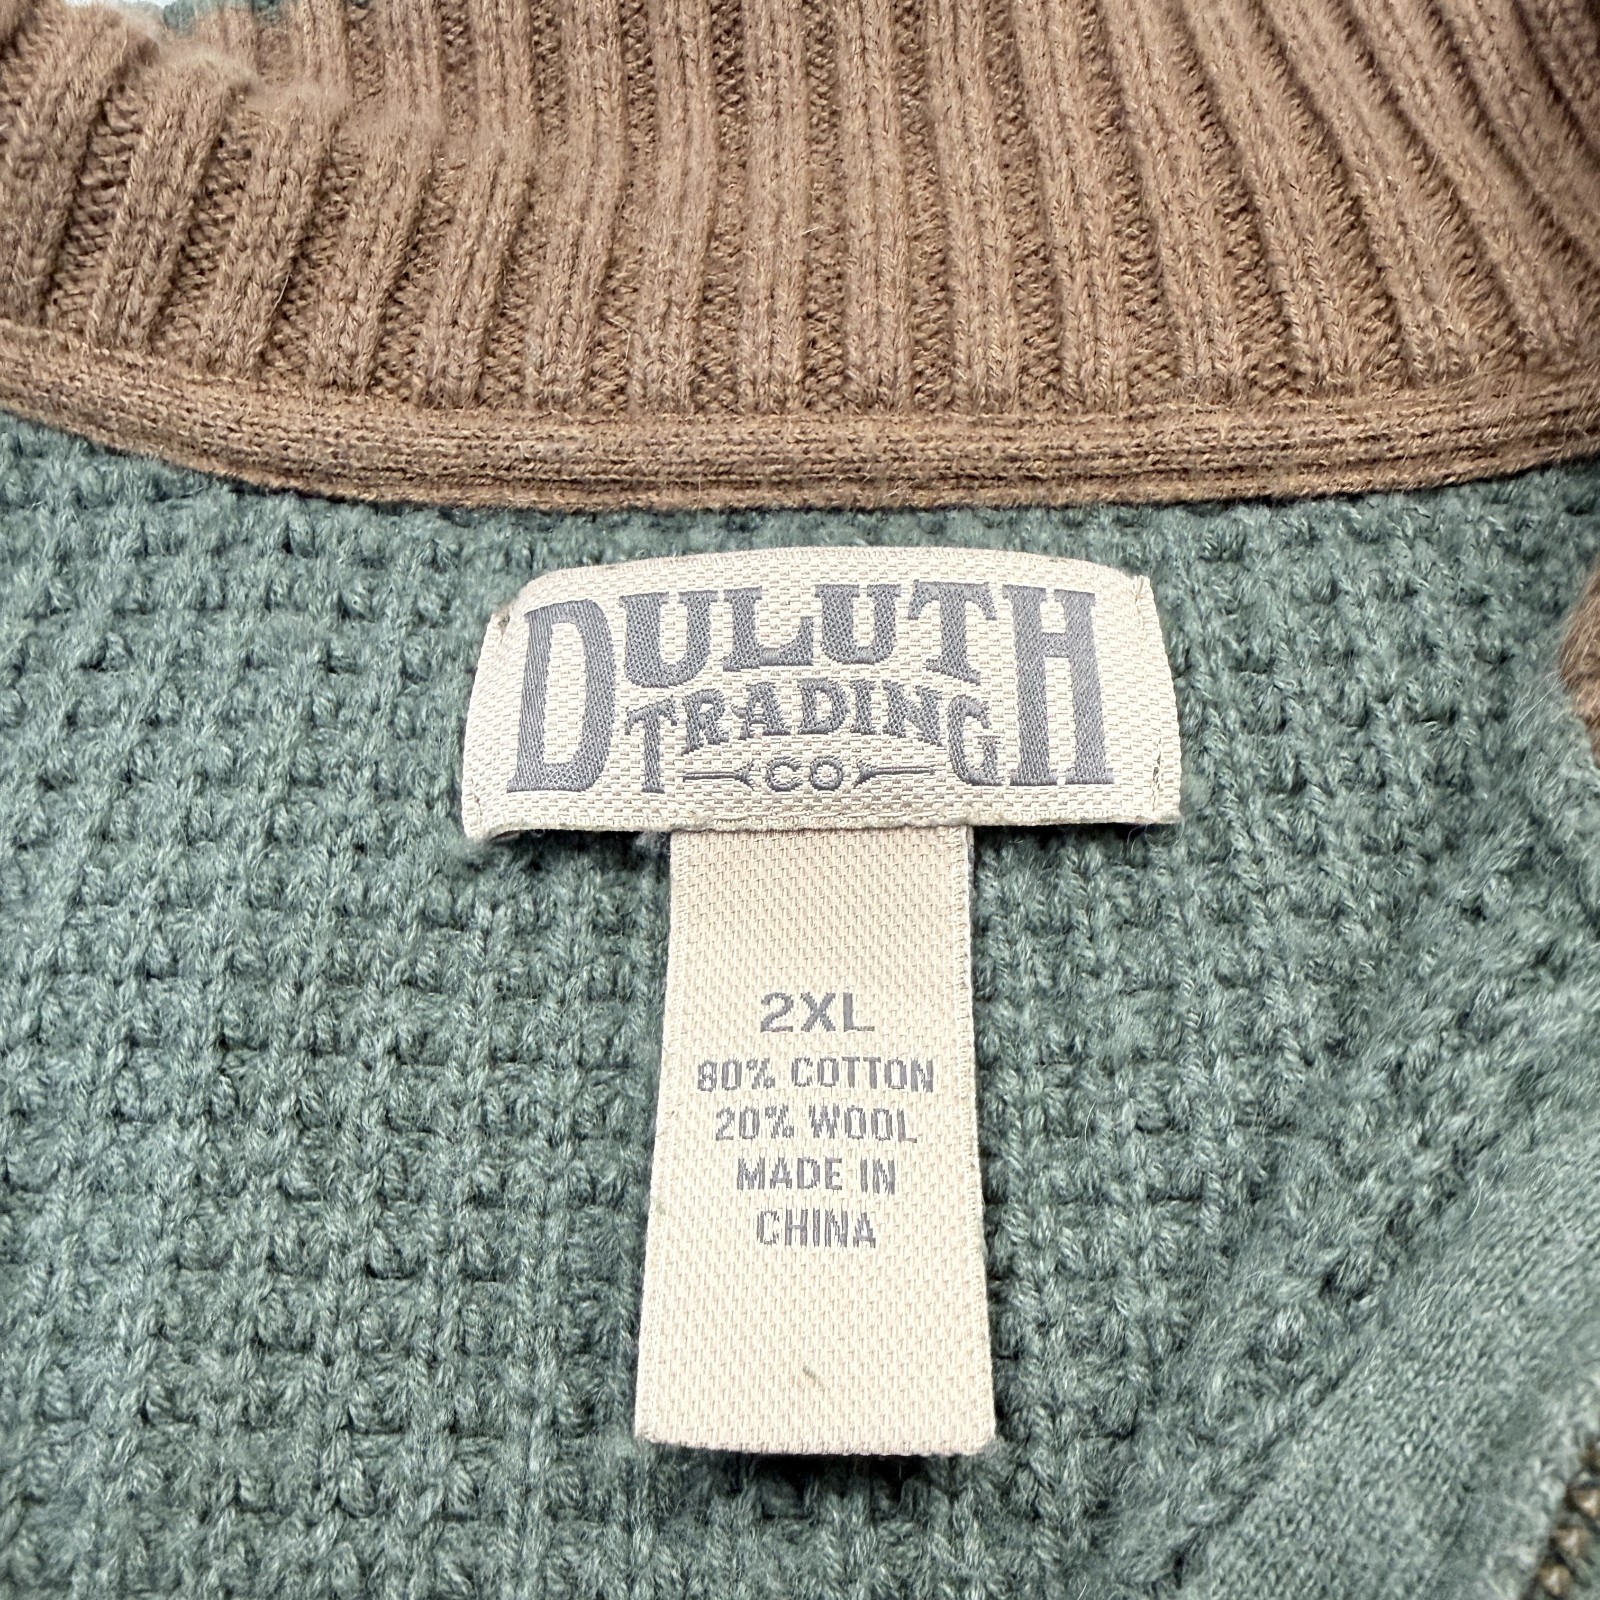 DULUTH
TRADING
CO
2XL
80% COTTON
20% WOOL
MADE IN
CHINA